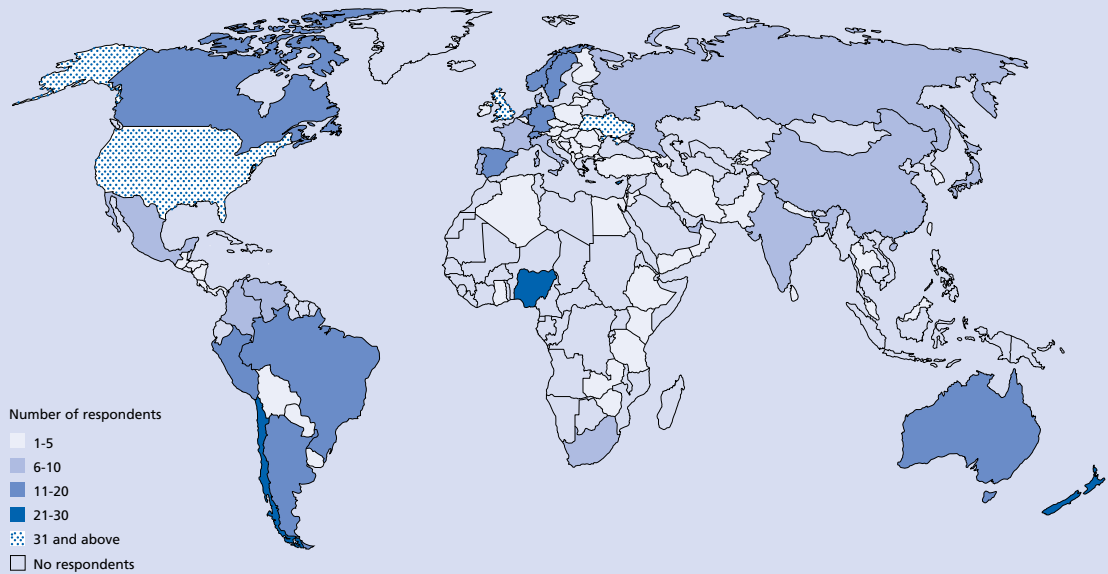 Number of respondents
1-5
6-10
11-20
21-30
31 and above
No respondents